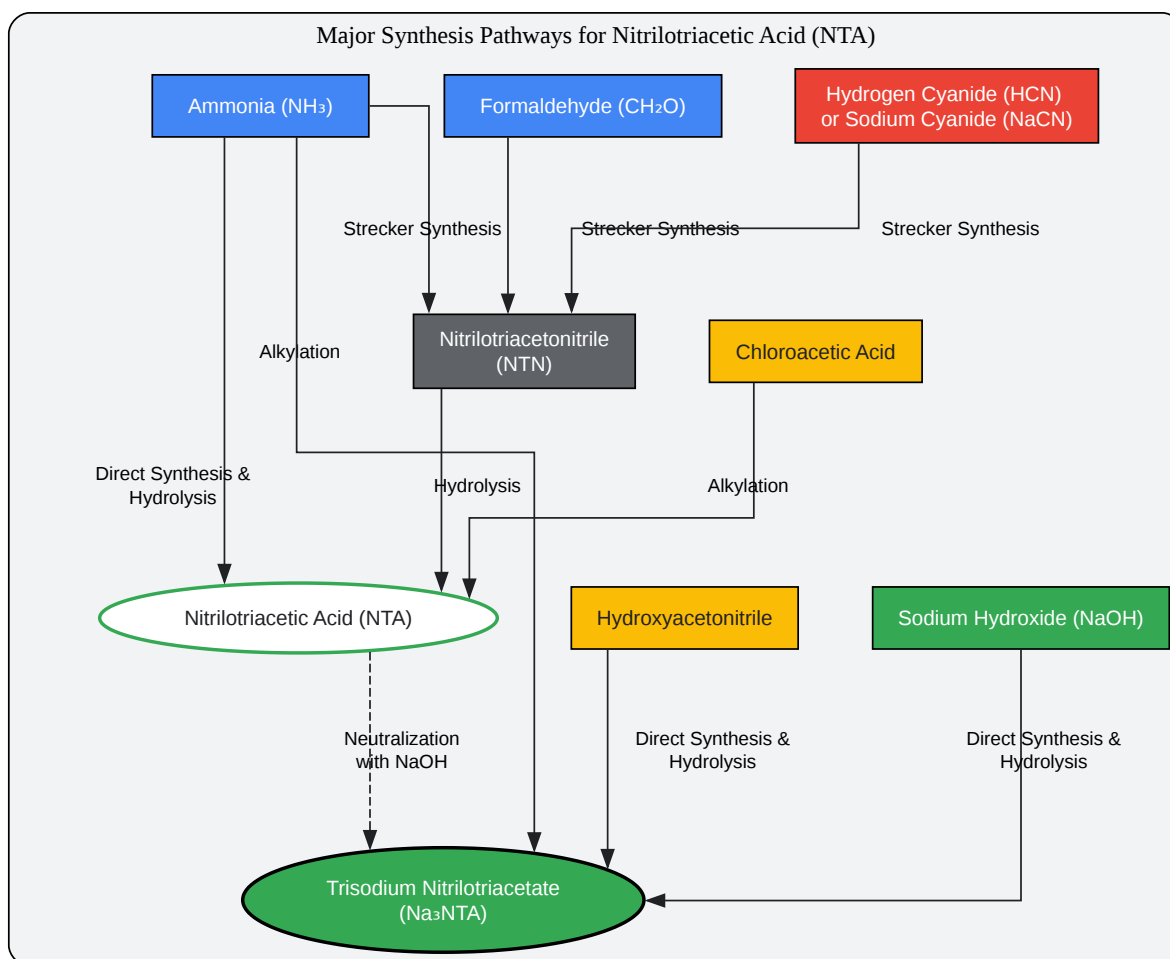 Major Synthesis Pathways for Nitrilotriacetic Acid (NTA)
Ammonia (NH₃)
Formaldehyde (CH₂O)
Hydrogen Cyanide (HCN)
or Sodium Cyanide (NaCN)
Strecker Synthesis
Strecker Synthesis
Strecker Synthesis
Nitrilotriacetonitrile
(NTN)
Chloroacetic Acid
Alkylation
Direct Synthesis &
Hydrolysis
Hydrolysis
Alkylation
Nitrilotriacetic Acid (NTA)
Hydroxyacetonitrile
Sodium Hydroxide (NaOH)
Neutralization
with NaOH
Direct Synthesis &
Hydrolysis
Direct Synthesis &
Hydrolysis
Trisodium Nitrilotriacetate
(Na₃NTA)